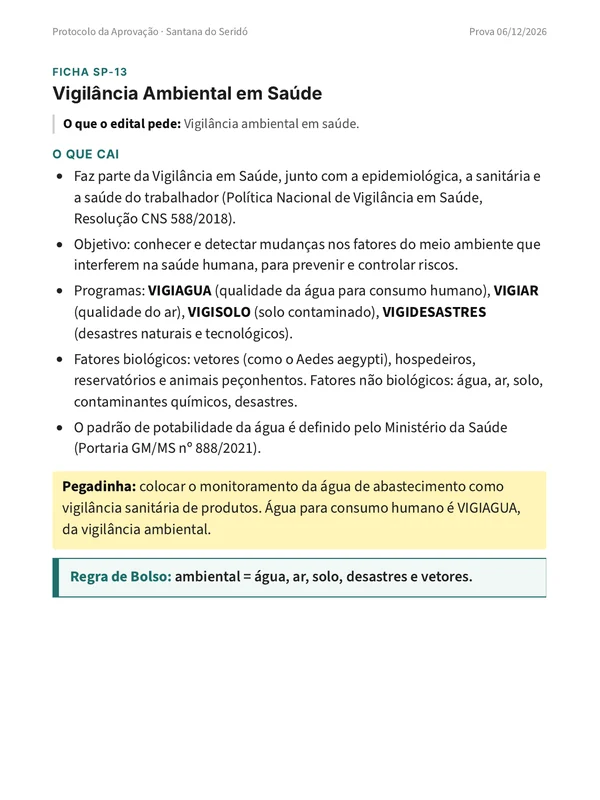 Protocolo da Aprovação · Santana do Seridó
Prova 06/12/2026
FICHA SP-13
Vigilância Ambiental em Saúde
O que o edital pede: Vigilância ambiental em saúde.
O QUE CAI
• Faz parte da Vigilância em Saúde, junto com a epidemiológica, a sanitária e
a saúde do trabalhador (Política Nacional de Vigilância em Saúde,
Resolução CNS 588/2018).
• Objetivo: conhecer e detectar mudanças nos fatores do meio ambiente que
interferem na saúde humana, para prevenir e controlar riscos.
• Programas: VIGIAGUA (qualidade da água para consumo humano), VIGIAR
(qualidade do ar), VIGISOLO (solo contaminado), VIGIDESASTRES
(desastres naturais e tecnológicos).
• Fatores biológicos: vetores (como o Aedes aegypti), hospedeiros,
reservatórios e animais peçonhentos. Fatores não biológicos: água, ar, solo,
contaminantes químicos, desastres.
• O padrão de potabilidade da água é definido pelo Ministério da Saúde
(Portaria GM/MS nº 888/2021).
Pegadinha: colocar o monitoramento da água de abastecimento como
vigilância sanitária de produtos. Água para consumo humano é VIGIAGUA,
da vigilância ambiental.
Regra de Bolso: ambiental = água, ar, solo, desastres e vetores.